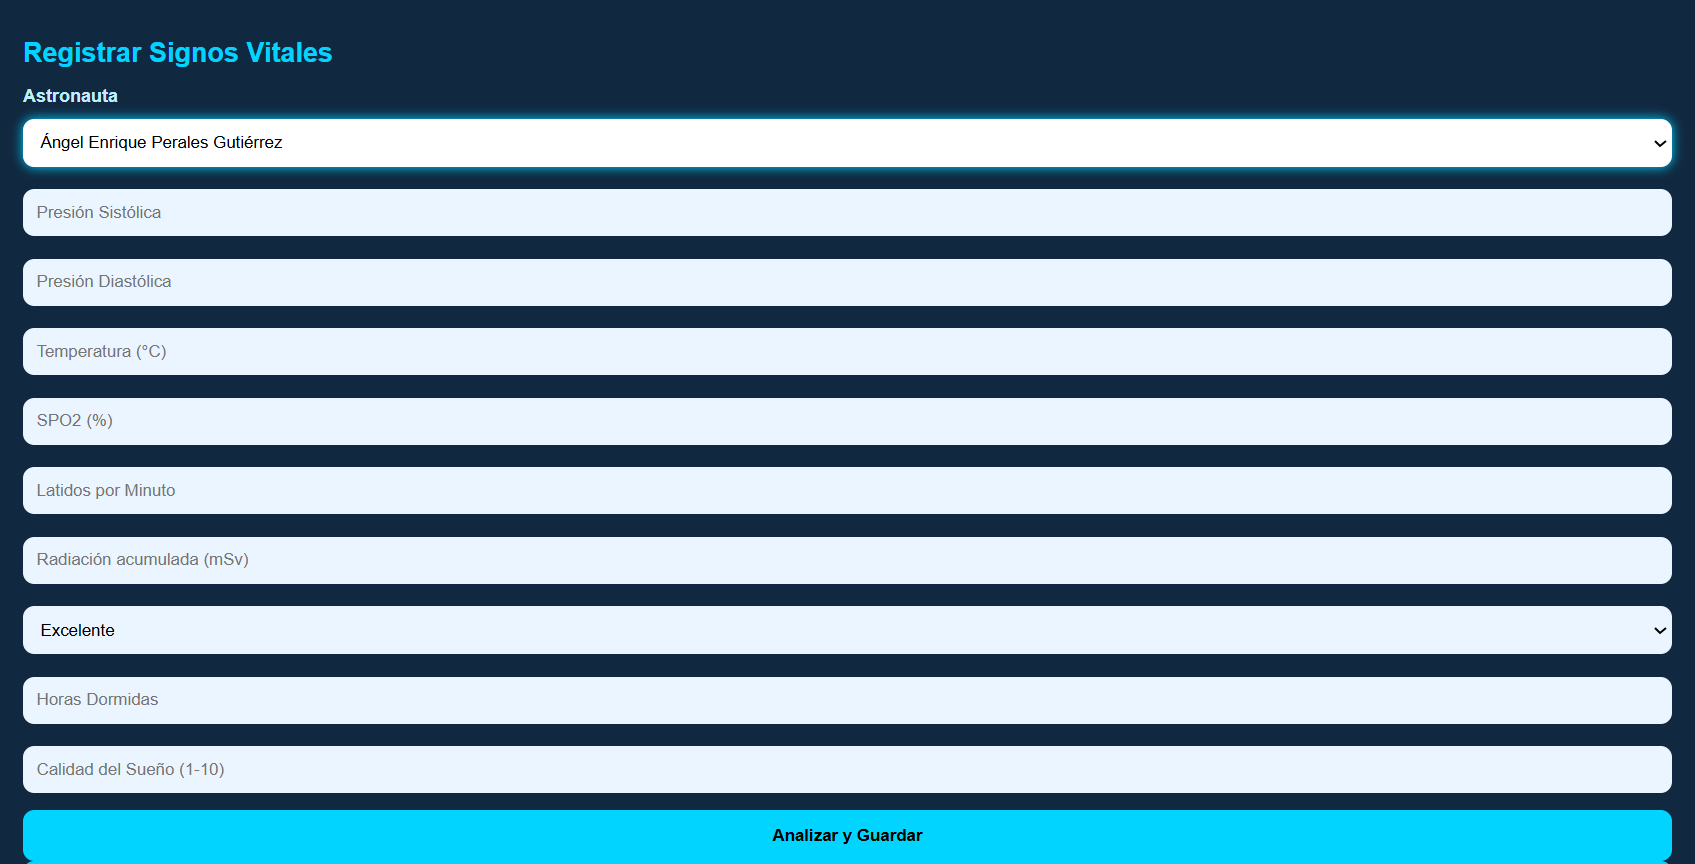 Registrar Signos Vitales
Astronauta
Ángel Enrique Perales Gutiérrez
Presión Sistólica
Presión Diastólica
Temperatura (°C)
SPO2 (%)
Latidos por Minuto
Radiación acumulada (mSv)
Excelente
Horas Dormidas
Calidad del Sueño (1-10)
Analizar y Guardar